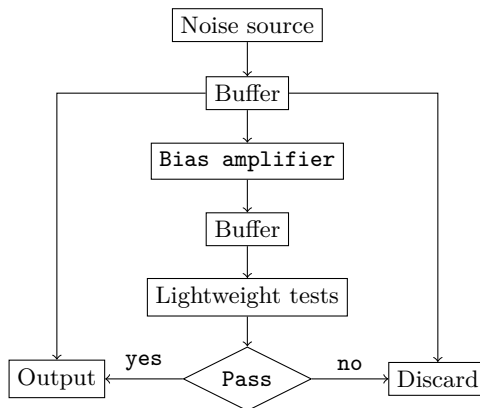 Noise source
Buffer
Bias amplifier
Buffer
Lightweight tests
yes
no
Output
Pass
Discard